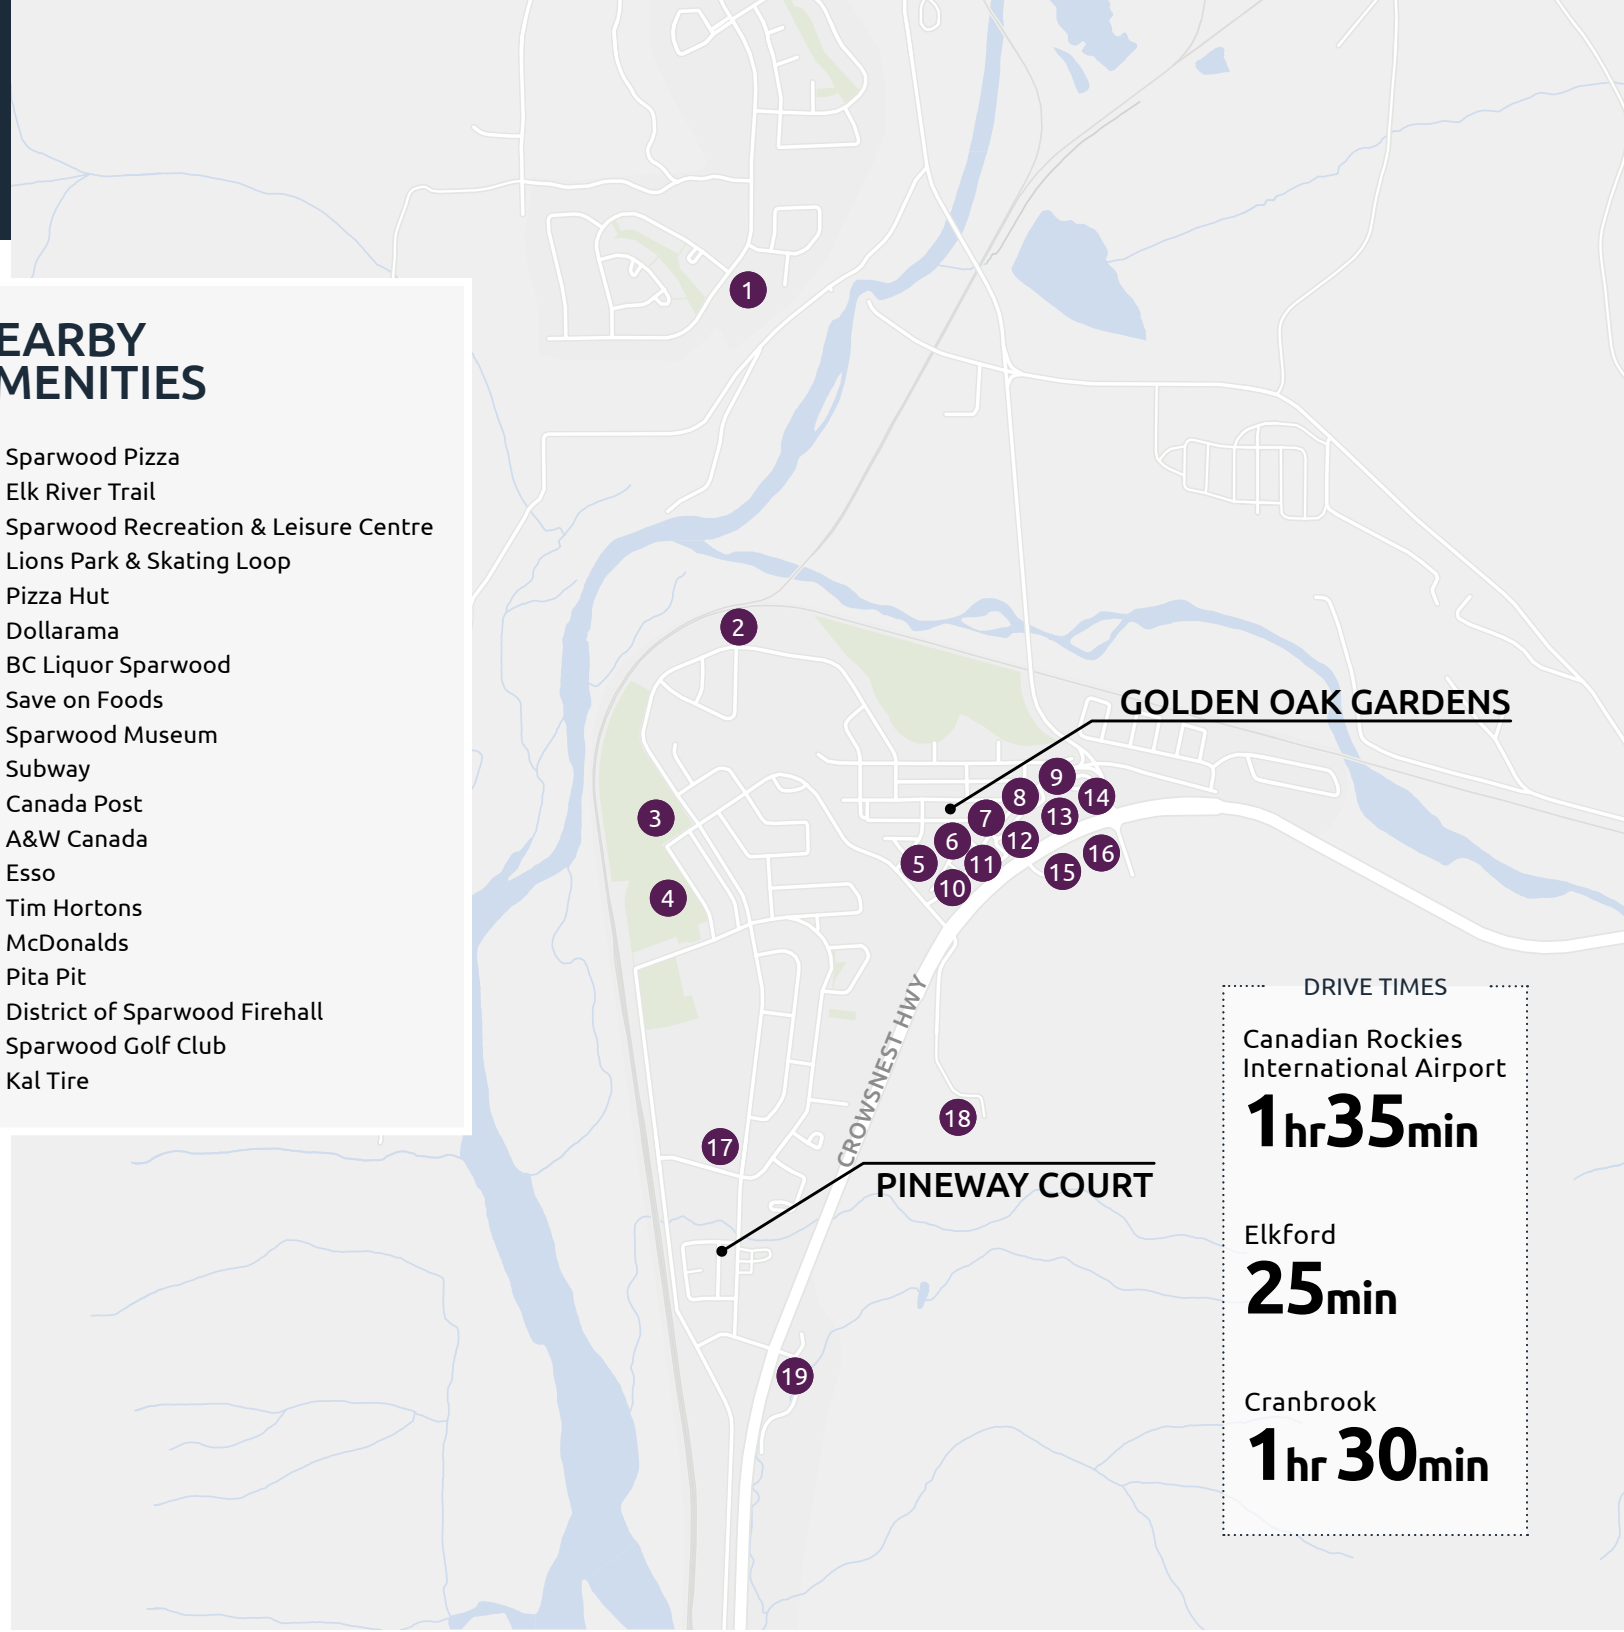 EARBY
MENITIES
Sparwood Pizza
Elk River Trail
Sparwood Recreation & Leisure Centre
Lions Park & Skating Loop
Pizza Hut
Dollarama
BC Liquor Sparwood
Save on Foods
Sparwood Museum
Subway
Canada Post
A&W Canada
Esso
Tim Hortons
McDonalds
Pita Pit
District of Sparwood Firehall
Sparwood Golf Club
Kal Tire
1
2
GOLDEN OAK GARDENS
3
4
5
6
7
8
9
10
11
12
13
14
15
16
CROWSNEST HWY
17
18
PINEWAY COURT
19
DRIVE TIMES
Canadian Rockies
International Airport
1hr35min
Elkford
25min
Cranbrook
1hr 30min